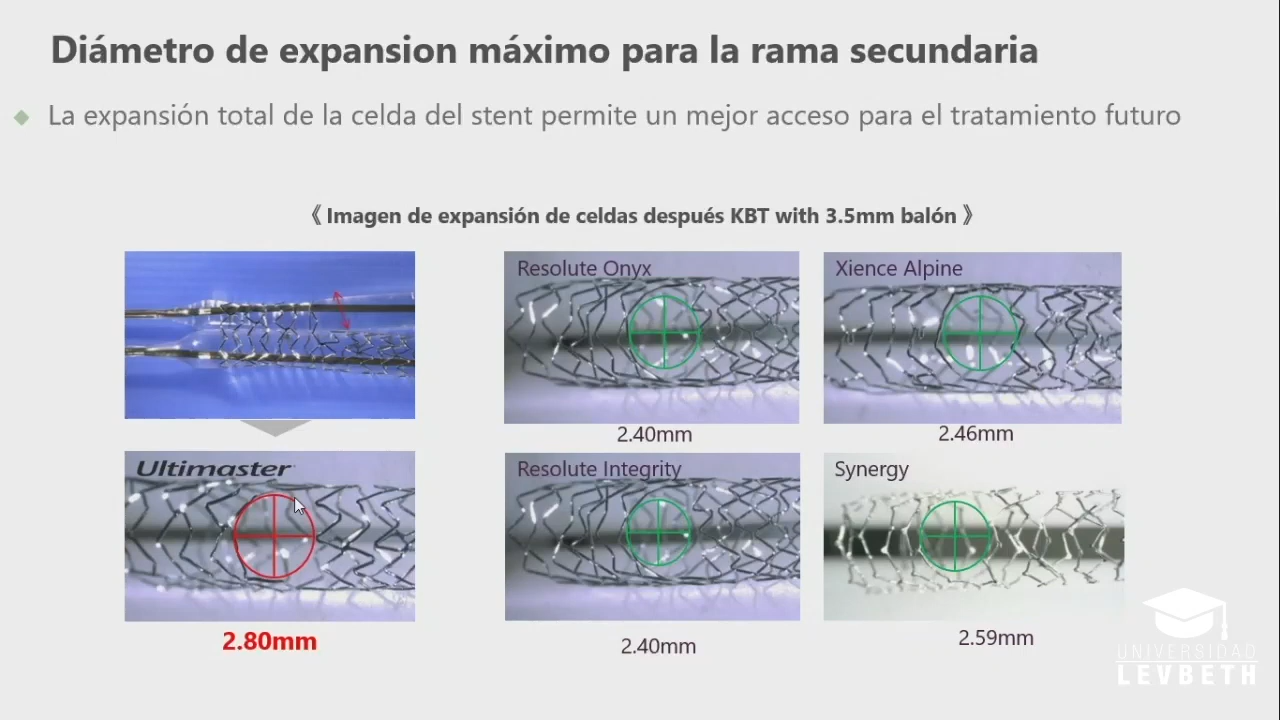 Diámetro de expansion máximo para la rama secundaria
La expansión total de la celda del stent permite un mejor acceso para el tratamiento futuro
《 Imagen de expansión de celdas después KBT with 3.5mm balón 》
Resolute Onyx
Xience Alpine
2.40mm
2.46mm
Ultimaster
Resolute Integrity
Synergy
2.80mm
2.40mm
2.59mm
UNIVERSIDAD
LEVBETH